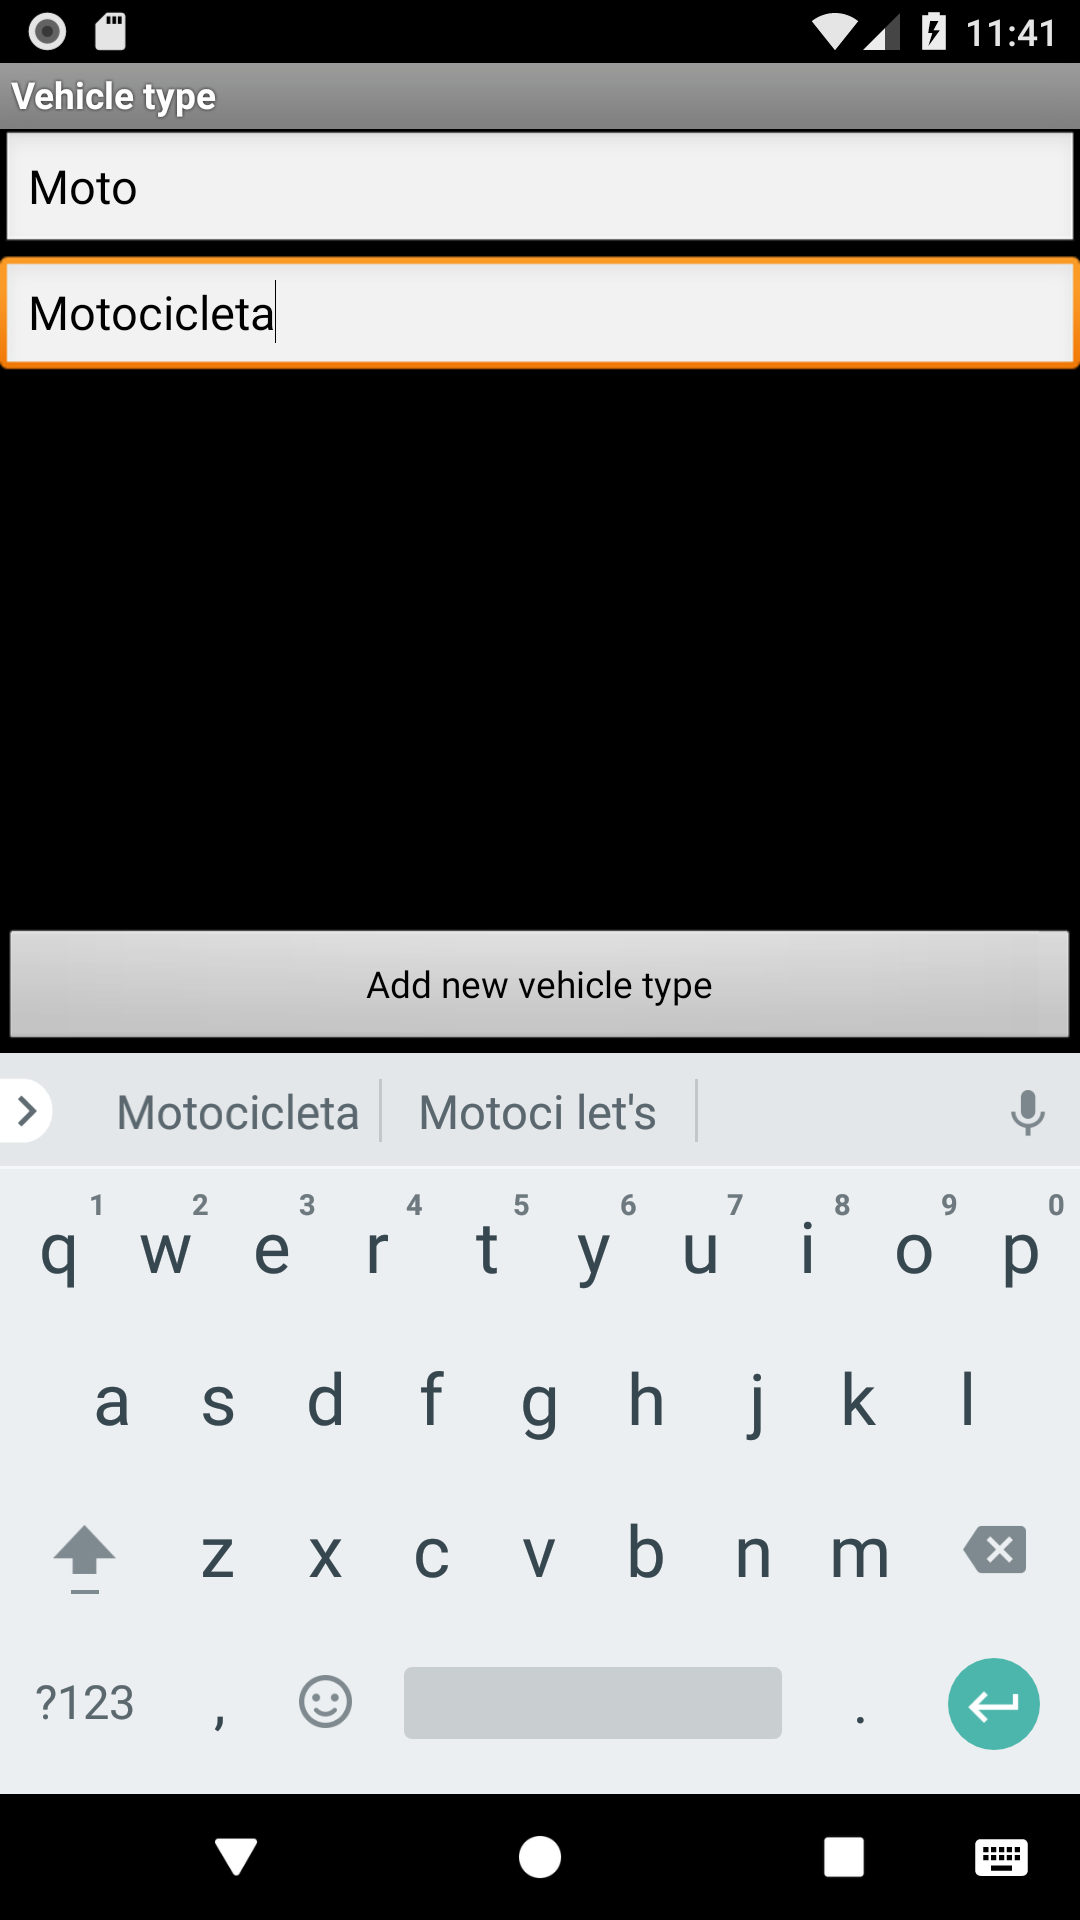 11:41
Vehicle type
Moto
Motocicleta
Add new vehicle type
Motocicleta Motoci let's
1 2 3 4 5 6 7 8 9 0
q w e r t y u i o p
a s d f g h j k l
z x c v b n m
?123 , .